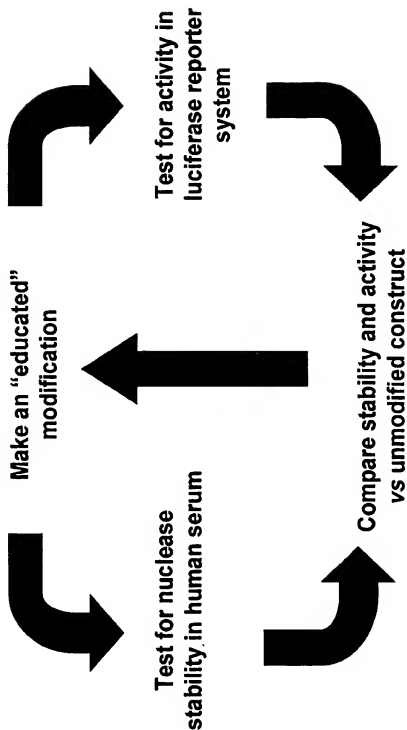 Make an “educated”
modification
Test for nuclease
stability in human serum
Test for activity in
luciferase reporter
system
Compare stability and activity
vs unmodified construct